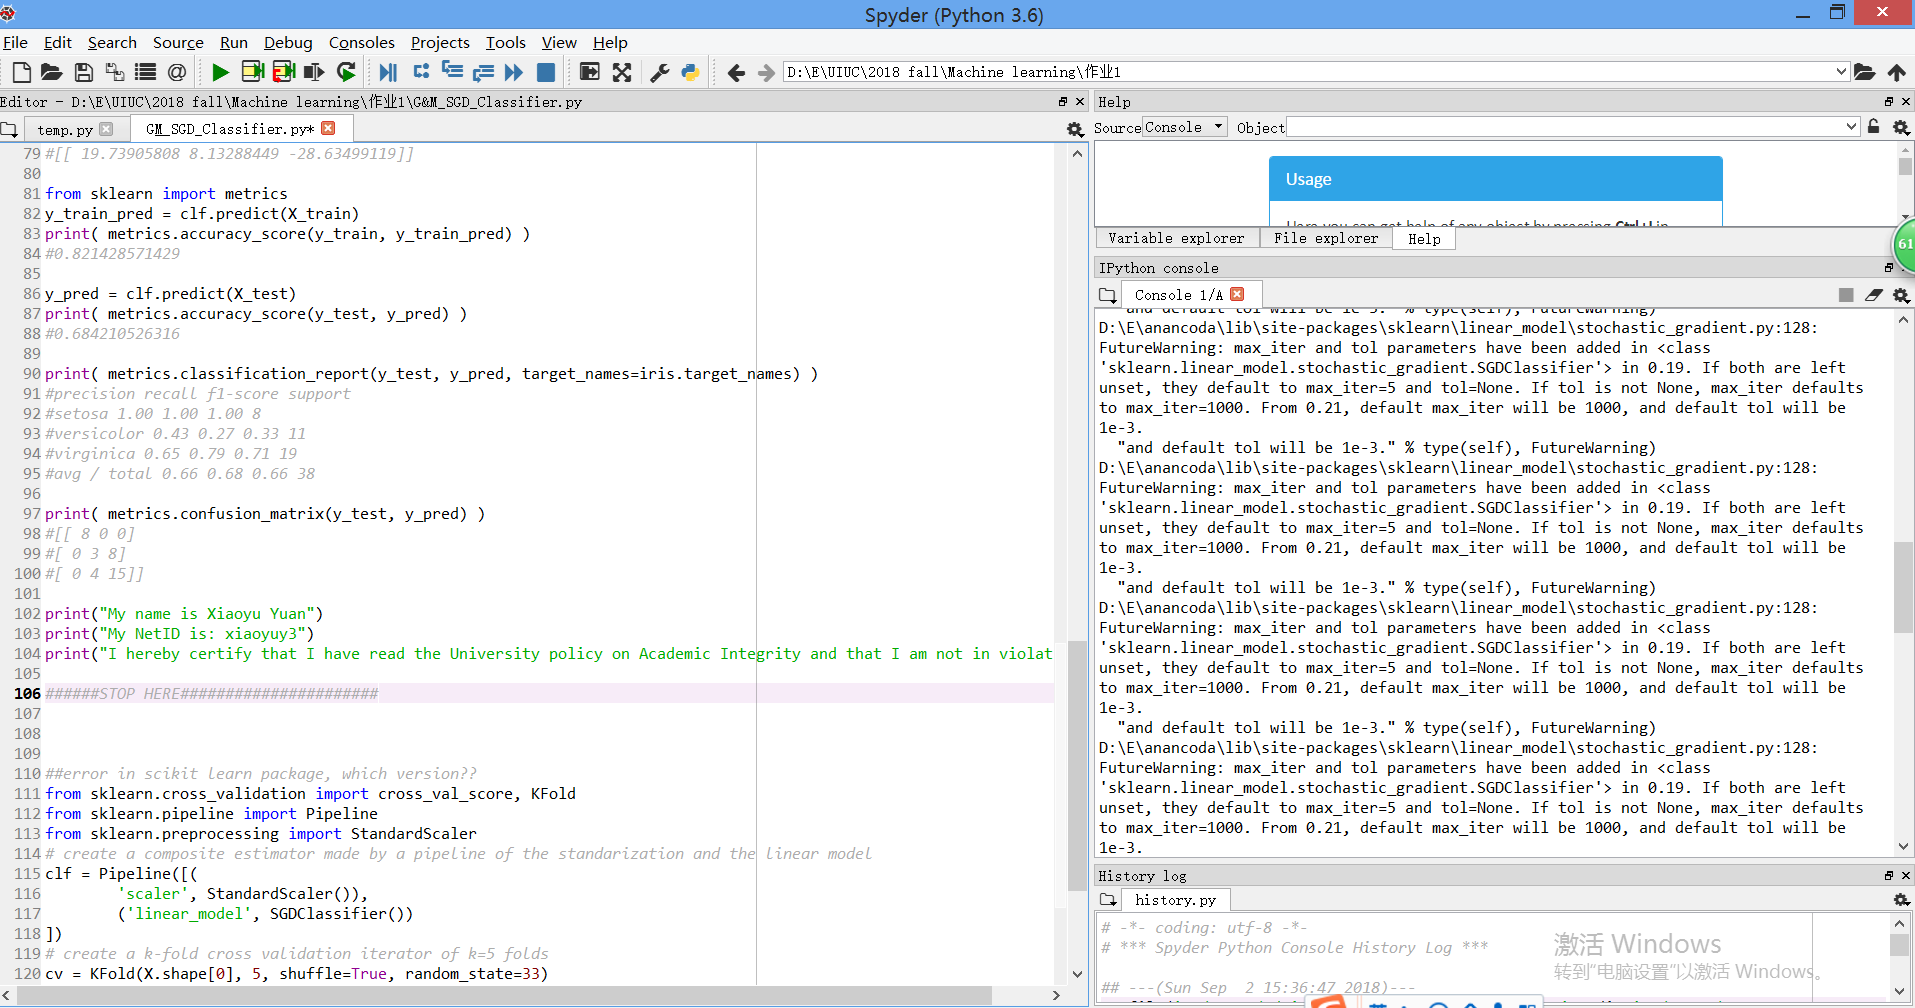 Spyder (Python 3.6)
File Edit Search Source Run Debug Consoles Projects Tools View Help
D:\E\UIUC\2018 fall\Machine learning\作业1
Editor - D:\E\UIUC\2018 fall\Machine learning\作业1\G&M_SGD_Classifier.py
temp.py
GM_SGD_Classifier.py*
79 #[[ 19.73905808 8.13288449 -28.63499119]]
80
81 from sklearn import metrics
82 y_train_pred = clf.predict(X_train)
83 print( metrics.accuracy_score(y_train, y_train_pred) )
84 #0.821428571429
85
86 y_pred = clf.predict(X_test)
87 print( metrics.accuracy_score(y_test, y_pred) )
88 #0.684210526316
89
90 print( metrics.classification_report(y_test, y_pred, target_names=iris.target_names) )
91 #precision recall f1-score support
92 #setosa 1.00 1.00 1.00 8
93 #versicolor 0.43 0.27 0.33 11
94 #virginica 0.65 0.79 0.71 19
95 #avg / total 0.66 0.68 0.66 38
96
97 print( metrics.confusion_matrix(y_test, y_pred) )
98 #[[ 8 0 0]
99 #[ 0 3 8]
100 #[ 0 4 15]]
101
102 print("My name is Xiaoyu Yuan")
103 print("My NetID is: xiaoyuy3")
104 print("I hereby certify that I have read the University policy on Academic Integrity and that I am not in violat
105
106 ######STOP HERE######################
107
108
109
110 ##error in scikit learn package, which version??
111 from sklearn.cross_validation import cross_val_score, KFold
112 from sklearn.pipeline import Pipeline
113 from sklearn.preprocessing import StandardScaler
114 # create a composite estimator made by a pipeline of the standarization and the linear model
115 clf = Pipeline([(
116 'scaler', StandardScaler()),
117 ('linear_model', SGDClassifier())
118 ])
119 # create a k-fold cross validation iterator of k=5 folds
120 cv = KFold(X.shape[0], 5, shuffle=True, random_state=33)
Help
Source Console Object
Usage
Here you can get help of any object by pressing Ctrl+I in
Variable explorer File explorer Help
61
IPython console
Console 1/A
"and default tol will be 1e-3." % type(self), FutureWarning)
D:\E\anancoda\lib\site-packages\sklearn\linear_model\stochastic_gradient.py:128:
FutureWarning: max_iter and tol parameters have been added in <class
'sklearn.linear_model.stochastic_gradient.SGDClassifier'> in 0.19. If both are left
unset, they default to max_iter=5 and tol=None. If tol is not None, max_iter defaults
to max_iter=1000. From 0.21, default max_iter will be 1000, and default tol will be
1e-3.
"and default tol will be 1e-3." % type(self), FutureWarning)
D:\E\anancoda\lib\site-packages\sklearn\linear_model\stochastic_gradient.py:128:
FutureWarning: max_iter and tol parameters have been added in <class
'sklearn.linear_model.stochastic_gradient.SGDClassifier'> in 0.19. If both are left
unset, they default to max_iter=5 and tol=None. If tol is not None, max_iter defaults
to max_iter=1000. From 0.21, default max_iter will be 1000, and default tol will be
1e-3.
"and default tol will be 1e-3." % type(self), FutureWarning)
D:\E\anancoda\lib\site-packages\sklearn\linear_model\stochastic_gradient.py:128:
FutureWarning: max_iter and tol parameters have been added in <class
'sklearn.linear_model.stochastic_gradient.SGDClassifier'> in 0.19. If both are left
unset, they default to max_iter=5 and tol=None. If tol is not None, max_iter defaults
to max_iter=1000. From 0.21, default max_iter will be 1000, and default tol will be
1e-3.
"and default tol will be 1e-3." % type(self), FutureWarning)
D:\E\anancoda\lib\site-packages\sklearn\linear_model\stochastic_gradient.py:128:
FutureWarning: max_iter and tol parameters have been added in <class
'sklearn.linear_model.stochastic_gradient.SGDClassifier'> in 0.19. If both are left
unset, they default to max_iter=5 and tol=None. If tol is not None, max_iter defaults
to max_iter=1000. From 0.21, default max_iter will be 1000, and default tol will be
1e-3.
History log
history.py
# -*- coding: utf-8 -*-
# *** Spyder Python Console History Log ***
## ---(Sun Sep 2 15:36:47 2018)---
激活 Windows
转到“电脑设置”以激活 Windows。